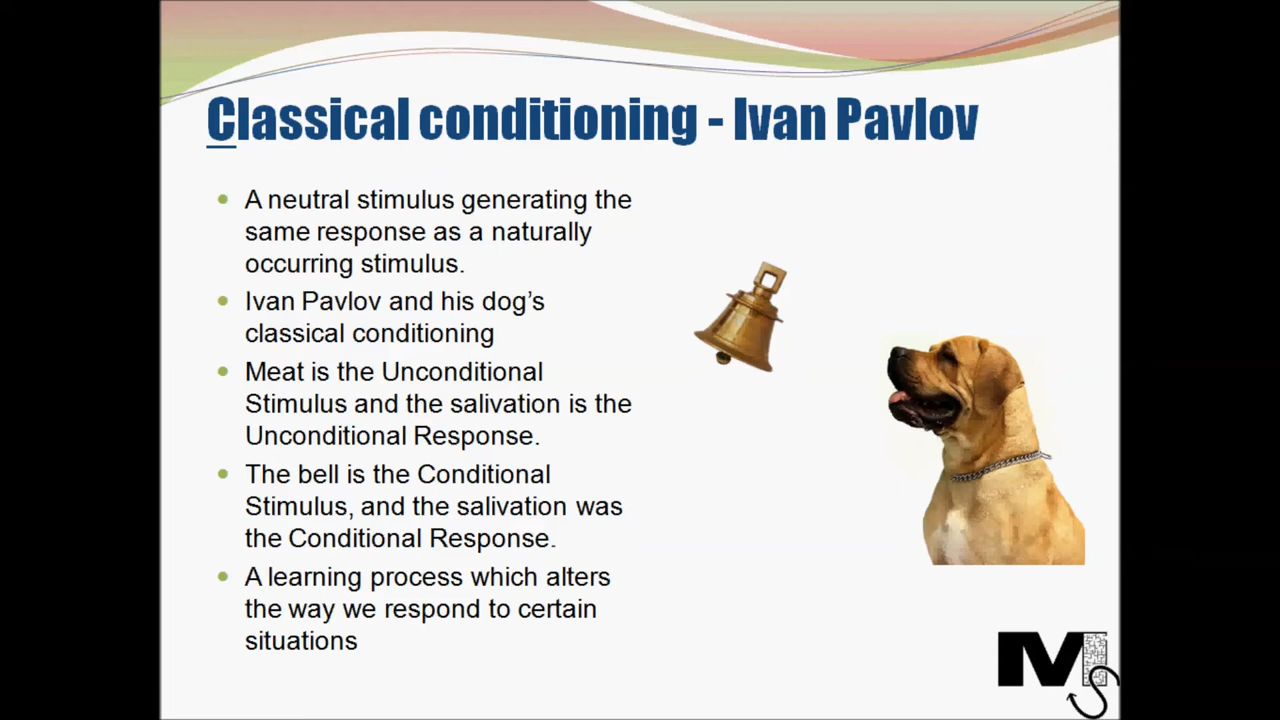 Classical conditioning - Ivan Pavlov
A neutral stimulus generating the
same response as a naturally
occurring stimulus.
Ivan Pavlov and his dog’s
classical conditioning
Meat is the Unconditional
Stimulus and the salivation is the
Unconditional Response.
The bell is the Conditional
Stimulus, and the salivation was
the Conditional Response.
A learning process which alters
the way we respond to certain
situations
MS